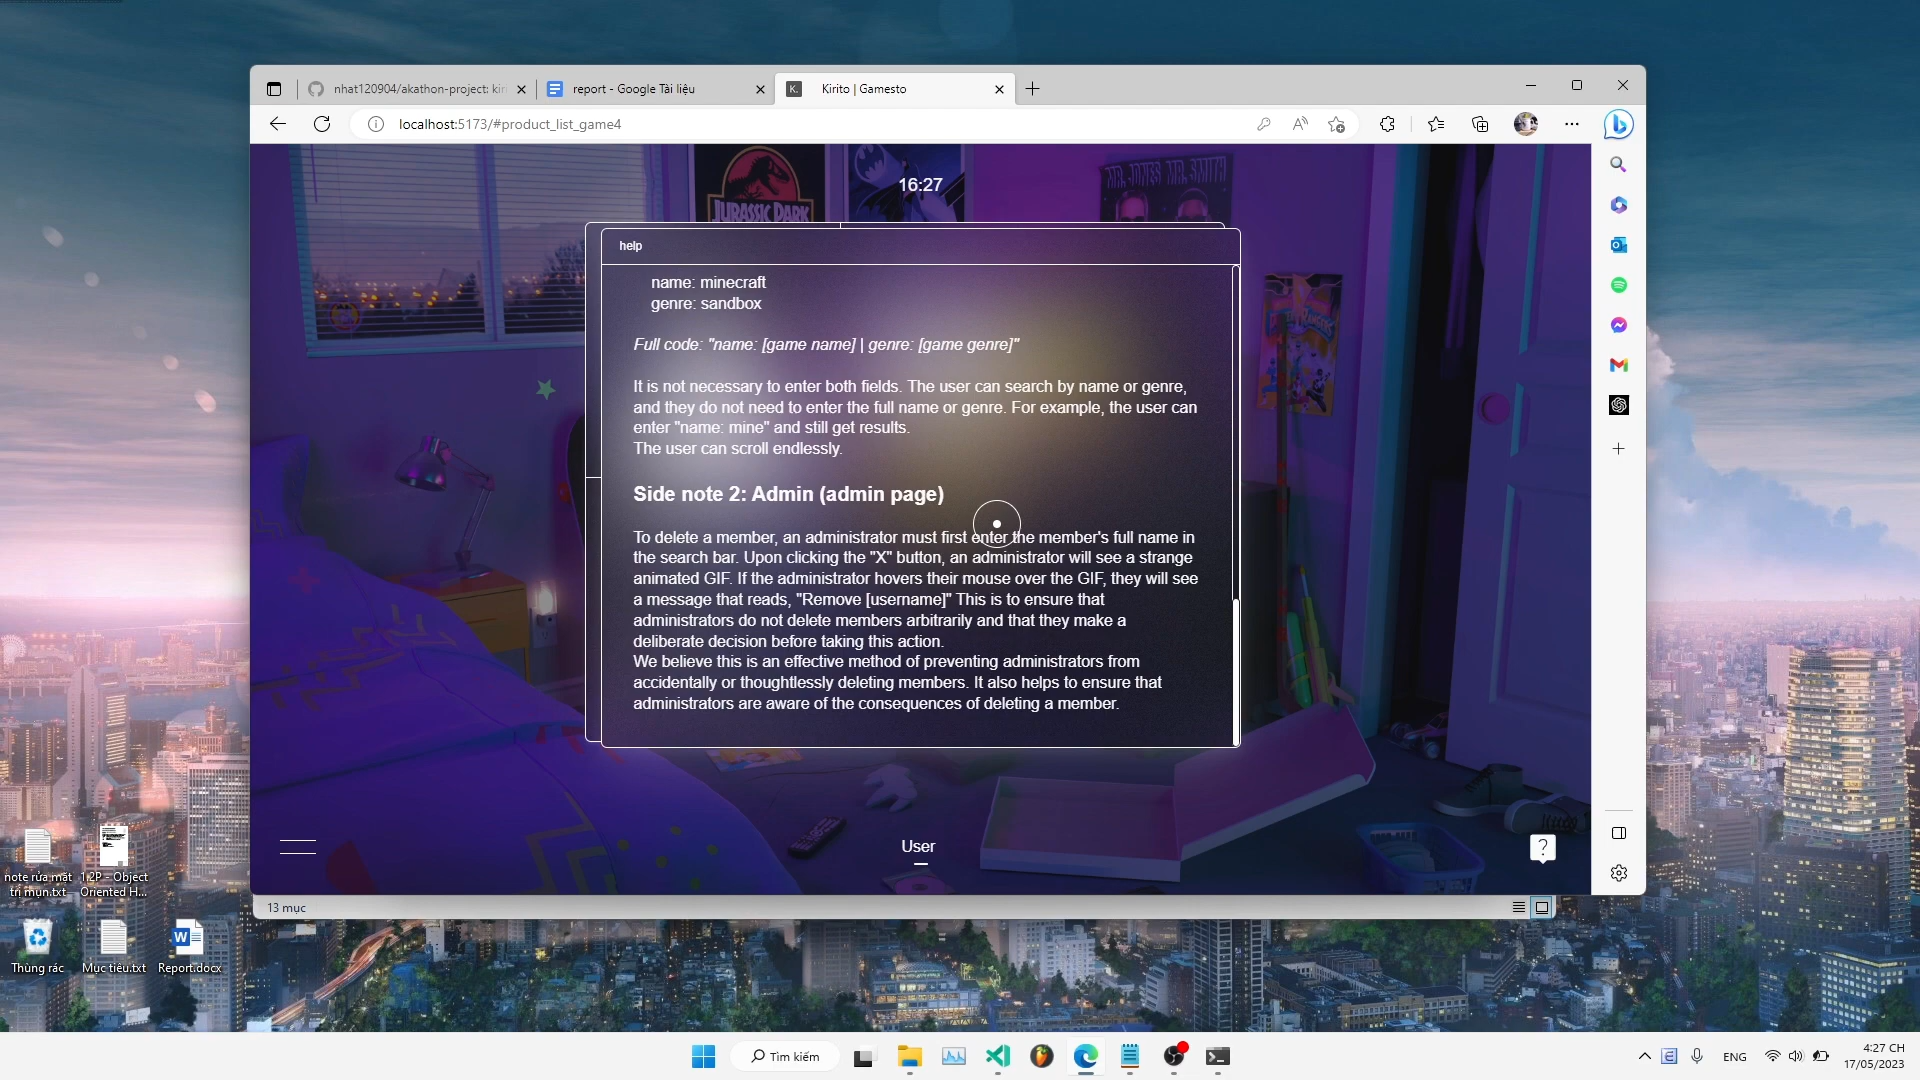 nhat120904/akathon-project: kiri
report - Google Tài liệu
K.
Kirito | Gamesto
localhost:5173/#product_list_game4
JURASSIC PARK
MR. JONES MR. SMITH
16:27
help
name: minecraft
genre: sandbox
Full code: "name: [game name] | genre: [game genre]"
It is not necessary to enter both fields. The user can search by name or genre,
and they do not need to enter the full name or genre. For example, the user can
enter "name: mine" and still get results.
The user can scroll endlessly.
Side note 2: Admin (admin page)
To delete a member, an administrator must first enter the member's full name in
the search bar. Upon clicking the "X" button, an administrator will see a strange
animated GIF. If the administrator hovers their mouse over the GIF, they will see
a message that reads, "Remove [username]" This is to ensure that
administrators do not delete members arbitrarily and that they make a
deliberate decision before taking this action.
We believe this is an effective method of preventing administrators from
accidentally or thoughtlessly deleting members. It also helps to ensure that
administrators are aware of the consequences of deleting a member.
User
?
13 mục
note rửa mặt
trị mụn.txt
1.2P - Object
Oriented H...
Thùng rác
Mục tiêu.txt
Report.docx
Tìm kiếm
ENG
4:27 CH
17/05/2023